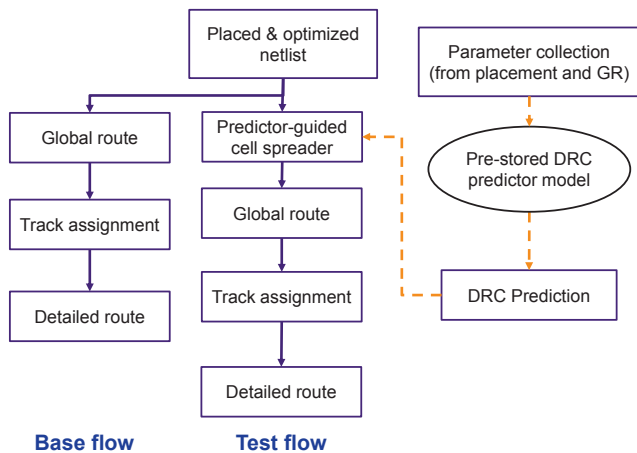 Placed & optimized
netlist
Parameter collection
(from placement and GR)
Global route
Predictor-guided
cell spreader
Pre-stored DRC
predictor model
Track assignment
Global route
Detailed route
Track assignment
DRC Prediction
Detailed route
Base flow
Test flow